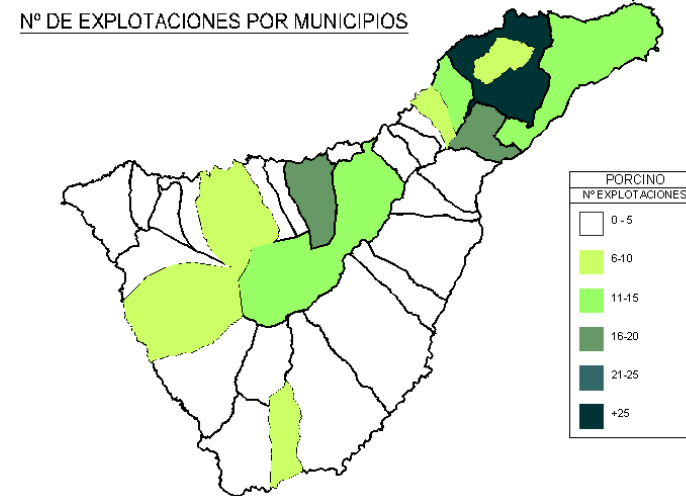 Nº DE EXPLOTACIONES POR MUNICIPIOS
PORCINO
Nº EXPLOTACIONES
0 - 5
6-10
11-15
16-20
21-25
+25